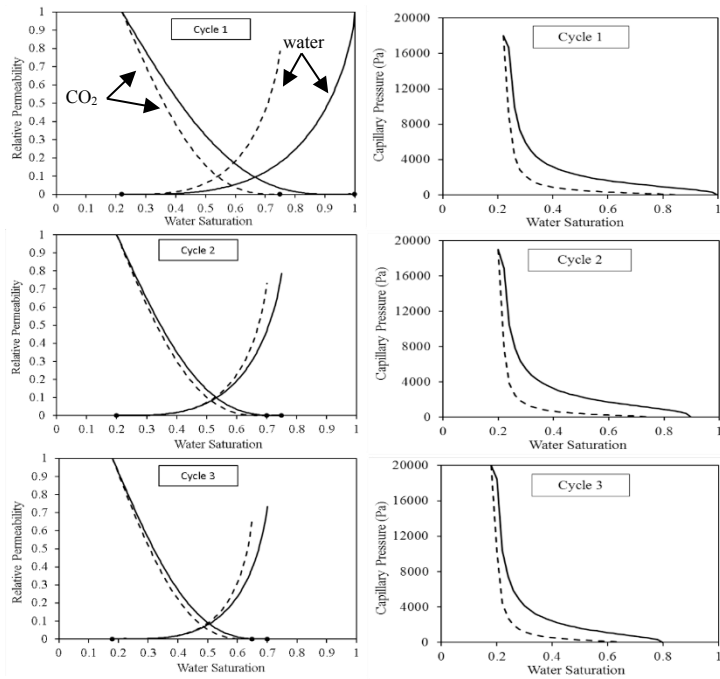 Cycle 1
water
CO₂
Relative Permeability
1
0.9
0.8
0.7
0.6
0.5
0.4
0.3
0.2
0.1
0
0 0.1 0.2 0.3 0.4 0.5 0.6 0.7 0.8 0.9 1
Water Saturation
Cycle 1
Capillary Pressure (Pa)
20000
16000
12000
8000
4000
0
0 0.2 0.4 0.6 0.8 1
Water Saturation
Cycle 2
Relative Permeability
1
0.9
0.8
0.7
0.6
0.5
0.4
0.3
0.2
0.1
0
0 0.1 0.2 0.3 0.4 0.5 0.6 0.7 0.8 0.9 1
Water Saturation
Cycle 2
Capillary Pressure (Pa)
20000
16000
12000
8000
4000
0
0 0.2 0.4 0.6 0.8 1
Water Saturation
Cycle 3
Relative Permeability
1
0.9
0.8
0.7
0.6
0.5
0.4
0.3
0.2
0.1
0
0 0.1 0.2 0.3 0.4 0.5 0.6 0.7 0.8 0.9 1
Water Saturation
Cycle 3
Capillary Pressure (Pa)
20000
16000
12000
8000
4000
0
0 0.2 0.4 0.6 0.8 1
Water Saturation